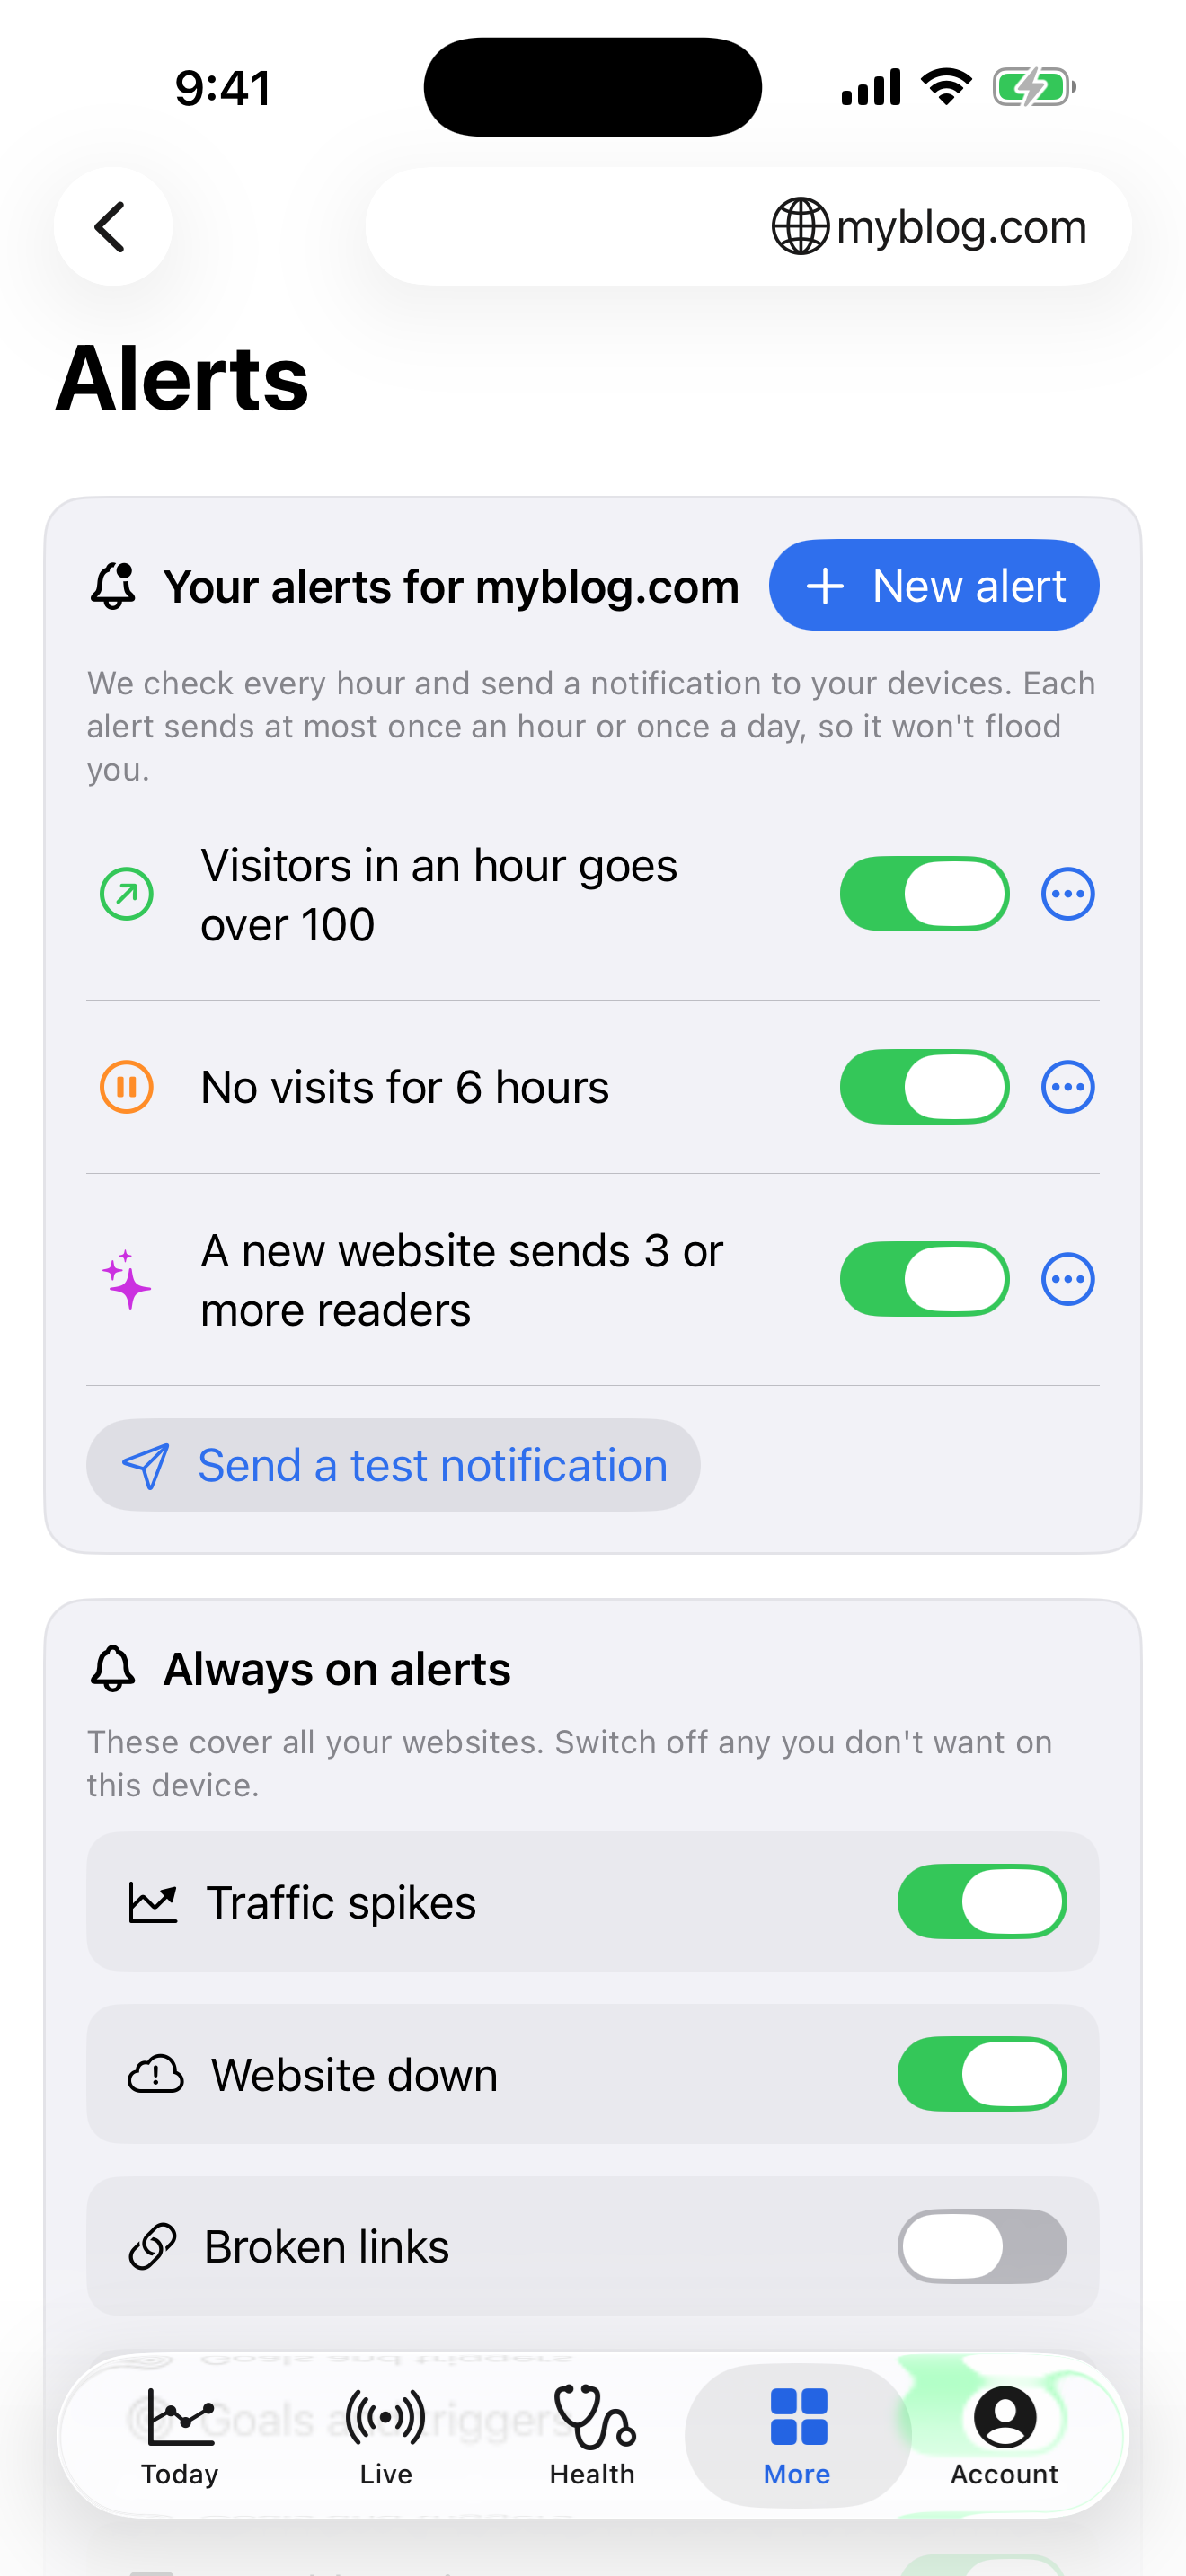 9:41
myblog.com
Alerts
Your alerts for myblog.com
New alert
We check every hour and send a notification to your devices. Each
alert sends at most once an hour or once a day, so it won't flood
you.
Visitors in an hour goes
over 100
No visits for 6 hours
A new website sends 3 or
more readers
Send a test notification
Always on alerts
These cover all your websites. Switch off any you don't want on
this device.
Traffic spikes
Website down
Broken links
Goals and triggers
Today
Live
Health
More
Account